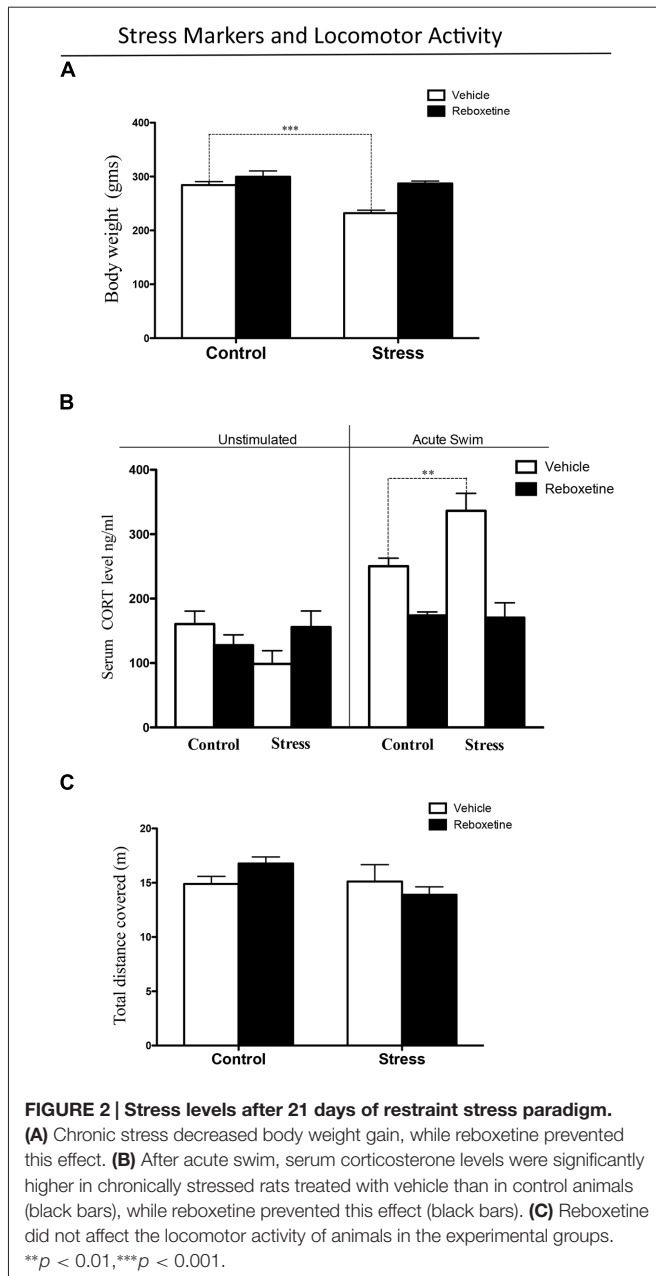 Stress Markers and Locomotor Activity
A
Vehicle
Reboxetine
400
300
200
100
0
Body weight (gms)
***
Control Stress
B
Unstimulated Acute Swim
Vehicle
Reboxetine
400
300
200
100
0
Serum CORT level ng/ml
**
Control Stress Control Stress
C
Vehicle
Reboxetine
20
15
10
5
0
Total distance covered (m)
Control Stress
FIGURE 2 | Stress levels after 21 days of restraint stress paradigm.
(A) Chronic stress decreased body weight gain, while reboxetine prevented
this effect. (B) After acute swim, serum corticosterone levels were significantly
higher in chronically stressed rats treated with vehicle than in control animals
(black bars), while reboxetine prevented this effect (black bars). (C) Reboxetine
did not affect the locomotor activity of animals in the experimental groups.
**p < 0.01,***p < 0.001.